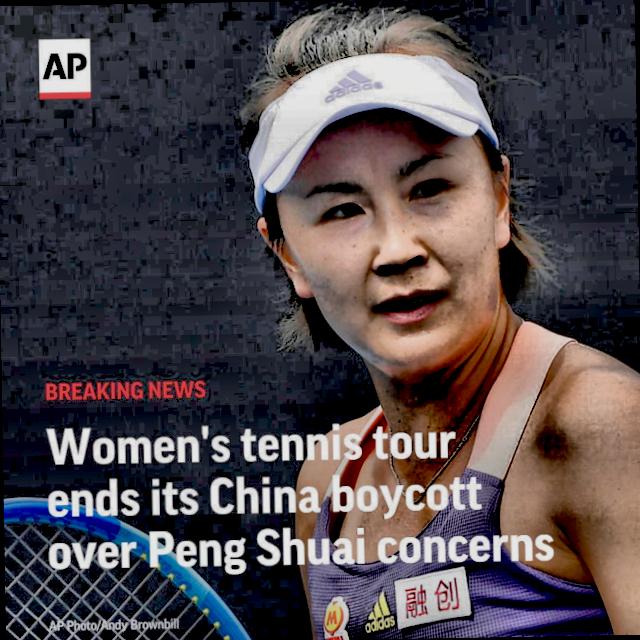 AP
adidas
BREAKING NEWS
Women's tennis tour
ends its China boycott
over Peng Shuai concerns
adidas
融创
AP Photo/Andy Brownbill